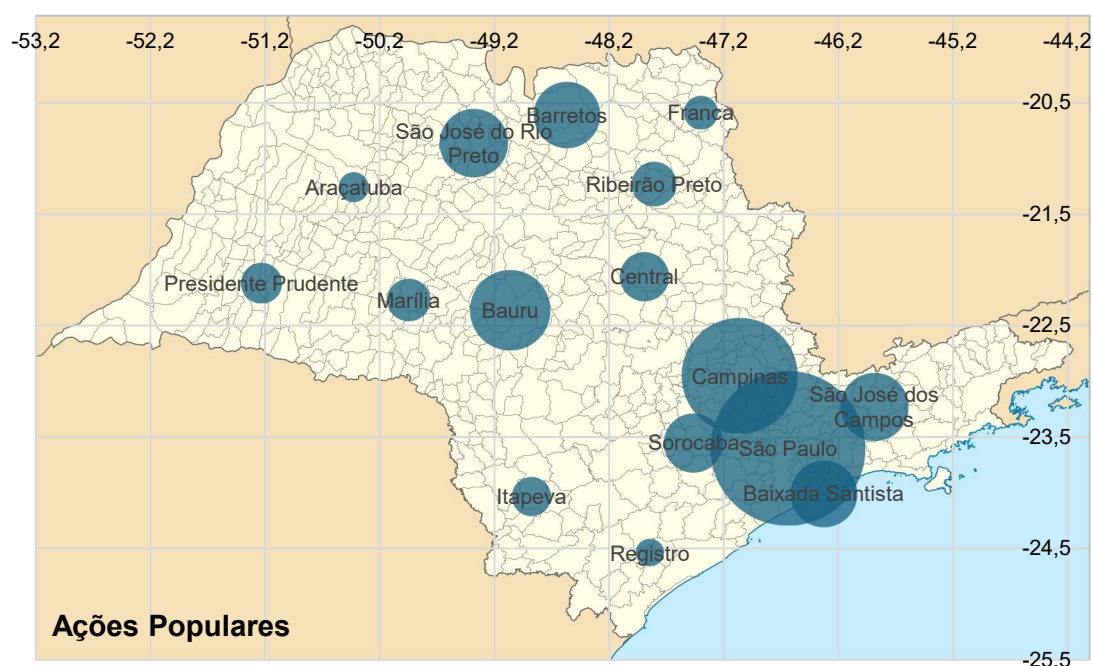 -53,2 -52,2 -51,2 -50,2 -49,2 -48,2 -47,2 -46,2 -45,2 -44,2
-20,5
Barretos
Franca
São José do Rio
Preto
Araçatuba
Ribeirão Preto
-21,5
Presidente Prudente
Central
Marília
Bauru
-22,5
Campinas
São José dos
Campos
-23,5
Sorocaba
São Paulo
Itapeva
Baixada Santista
-24,5
Registro
Ações Populares
-25,5